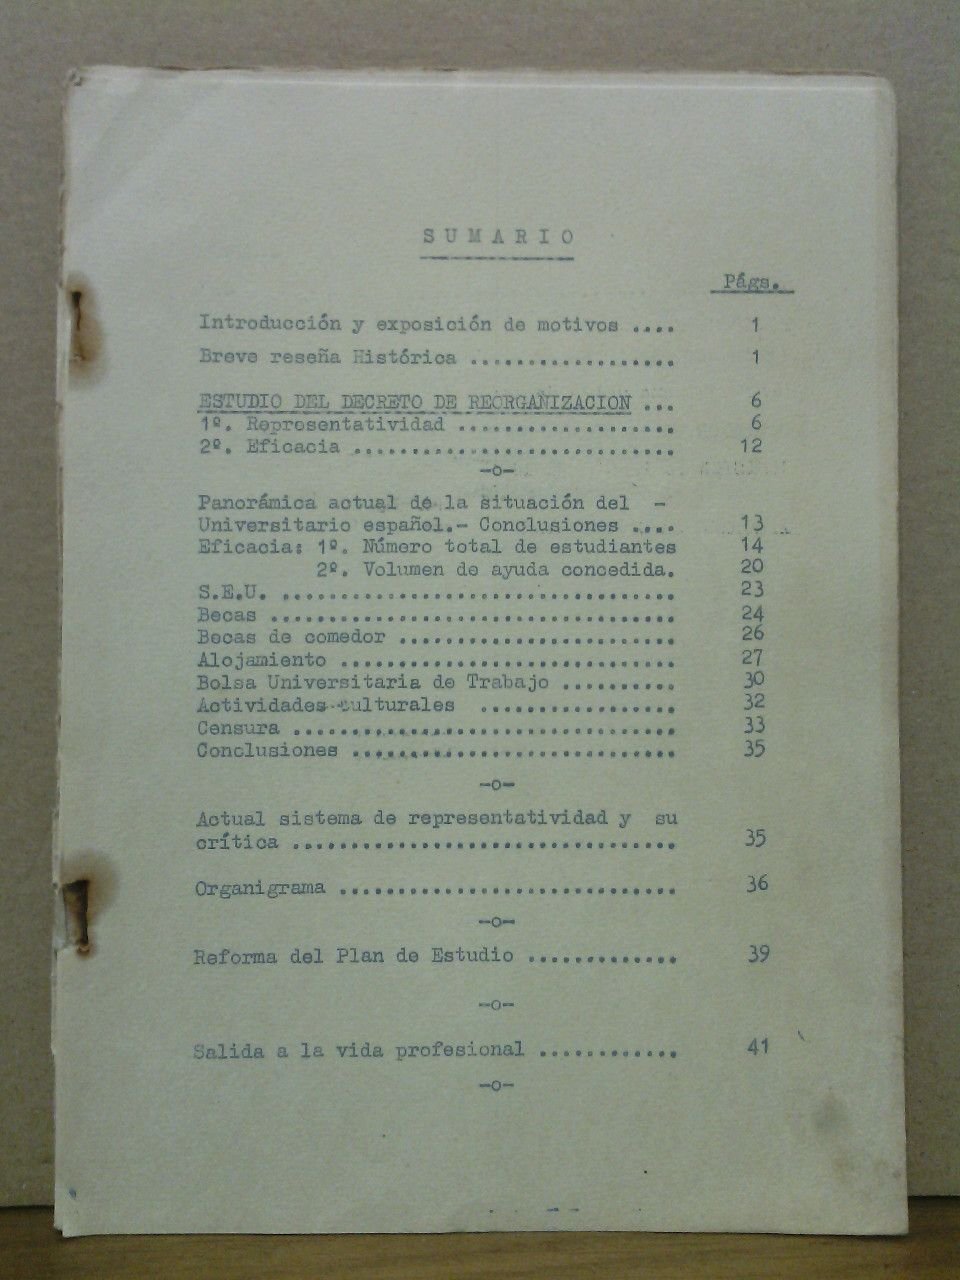 SUMARIO
Págs.
Introducción y exposición de motivos .... 1
Breve reseña Histórica .................. 1
ESTUDIO DEL DECRETO DE REORGANIZACION ... 6
1º. Representatividad ................... 6
2º. Eficacia ............................ 12
-o-
Panorámica actual de la situación del -
Universitario español.- Conclusiones .... 13
Eficacia: 1º. Número total de estudiantes 14
2º. Volumen de ayuda concedida. 20
S.E.U. .................................. 23
Becas ................................... 24
Becas de comedor ........................ 26
Alojamiento ............................. 27
Bolsa Universitaria de Trabajo .......... 30
Actividades culturales ................. 32
Censura ................................. 33
Conclusiones ............................ 35
-o-
Actual sistema de representatividad y su
crítica ................................. 35
Organigrama ............................. 36
-o-
Reforma del Plan de Estudio ............. 39
-o-
Salida a la vida profesional ............ 41
-o-